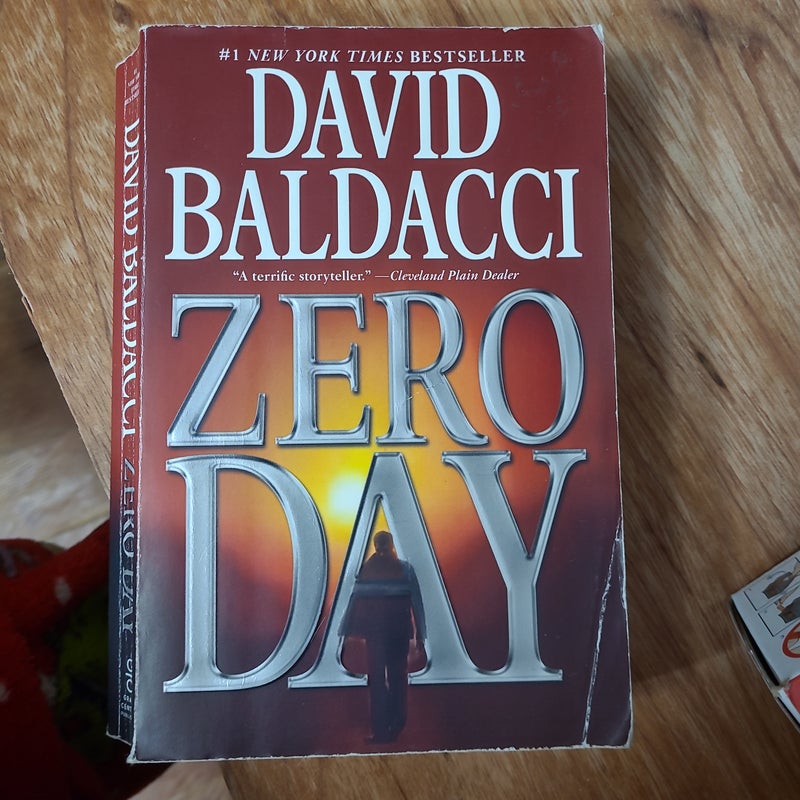 #1 NEW YORK TIMES BESTSELLER
DAVID
BALDACCI
“A terrific storyteller.” —Cleveland Plain Dealer
ZERO
DAY
DAVID BALDACCI ZERO DAY